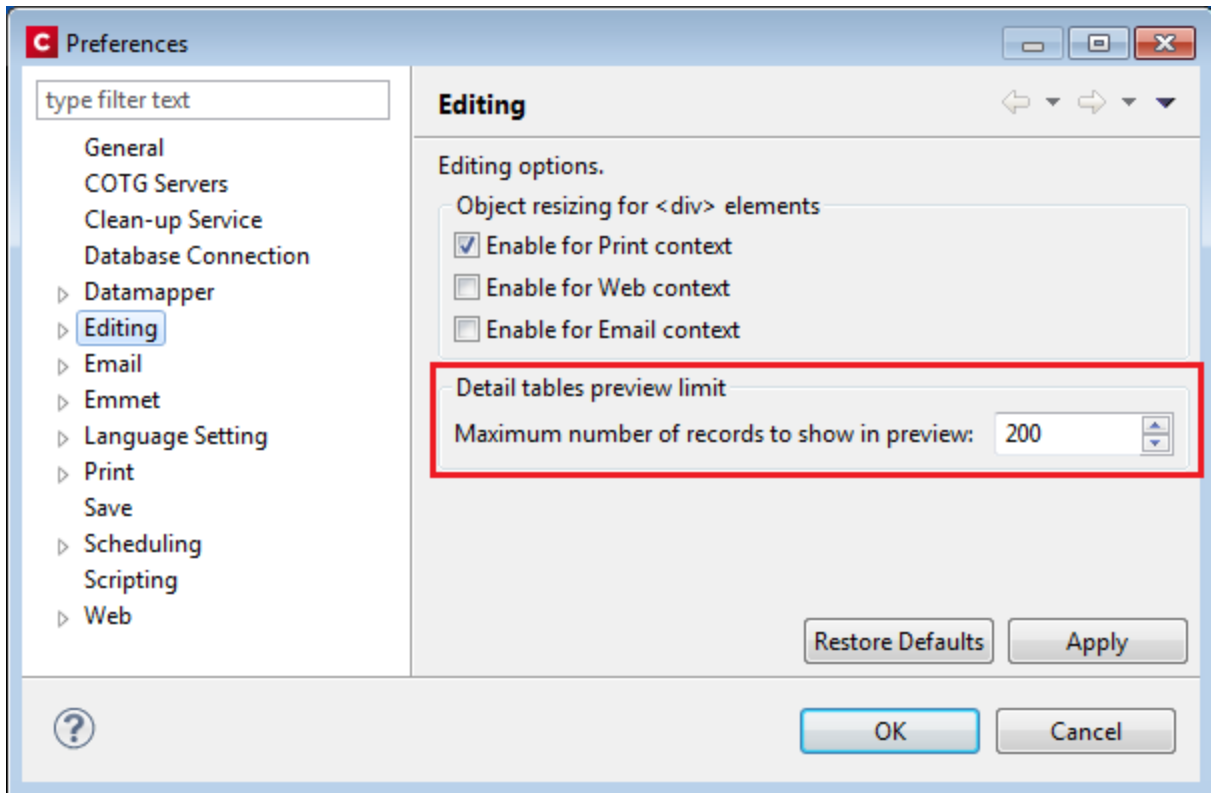 C Preferences
type filter text
General
COTG Servers
Clean-up Service
Database Connection
Datamapper
Editing
Email
Emmet
Language Setting
Print
Save
Scheduling
Scripting
Web
Editing
Editing options.
Object resizing for <div> elements
Enable for Print context
Enable for Web context
Enable for Email context
Detail tables preview limit
Maximum number of records to show in preview: 200
Restore Defaults Apply
? OK Cancel